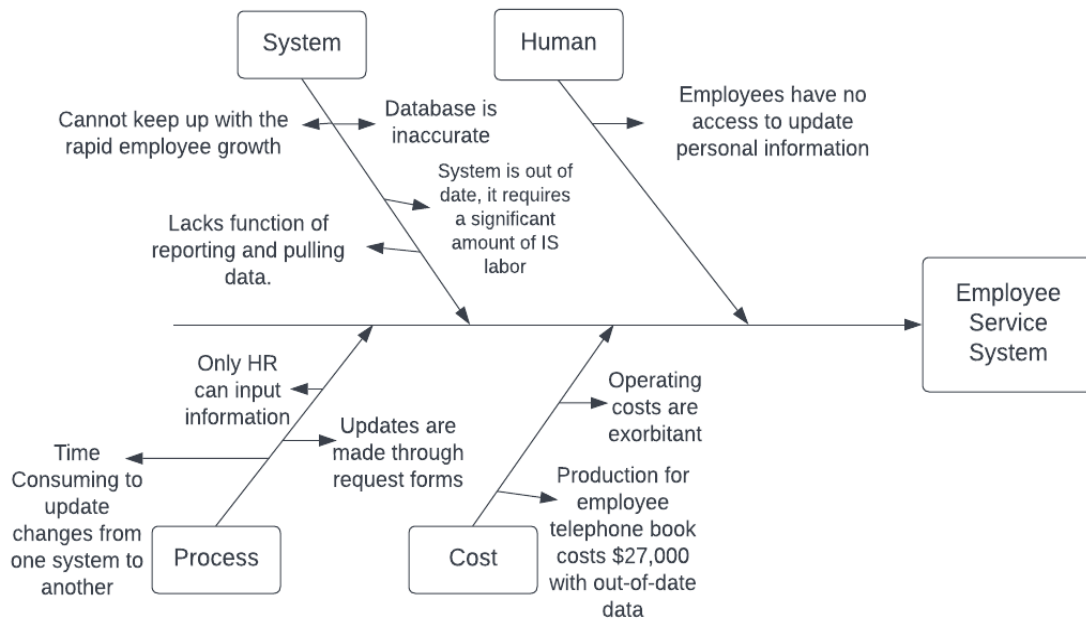 System
Human
Cannot keep up with the
rapid employee growth
Database is
inaccurate
Employees have no
access to update
personal information
System is out of
date, it requires
a significant
amount of IS
labor
Lacks function of
reporting and pulling
data.
Employee
Service
System
Only HR
can input
information
Operating
costs are
exorbitant
Updates are
made through
request forms
Time
Consuming to
update
changes from
one system to
another
Production for
employee
telephone book
costs $27,000
with out-of-date
data
Process
Cost